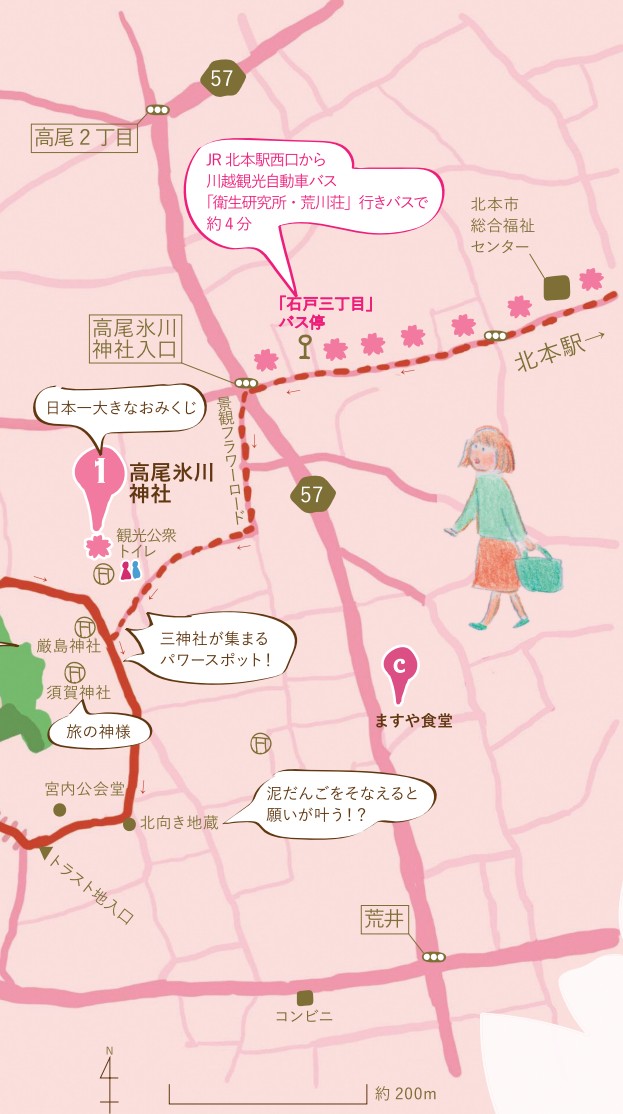 57
高尾2丁目
JR 北本駅西口から
川越観光自動車バス
「衛生研究所・荒川荘」行きバスで
約4分
北本市
総合福祉
センター
「石戸三丁目」
バス停
高尾氷川
神社入口
北本駅→
日本一大きなおみくじ
景観フラワーロード
1
高尾氷川
神社
57
観光公衆
トイレ
三神社が集まる
パワースポット！
厳島神社
須賀神社
旅の神様
c
ますや食堂
宮内公会堂
北向き地蔵
泥だんごをそなえると
願いが叶う！？
トラスト地入口
荒井
コンビニ
N
約 200m